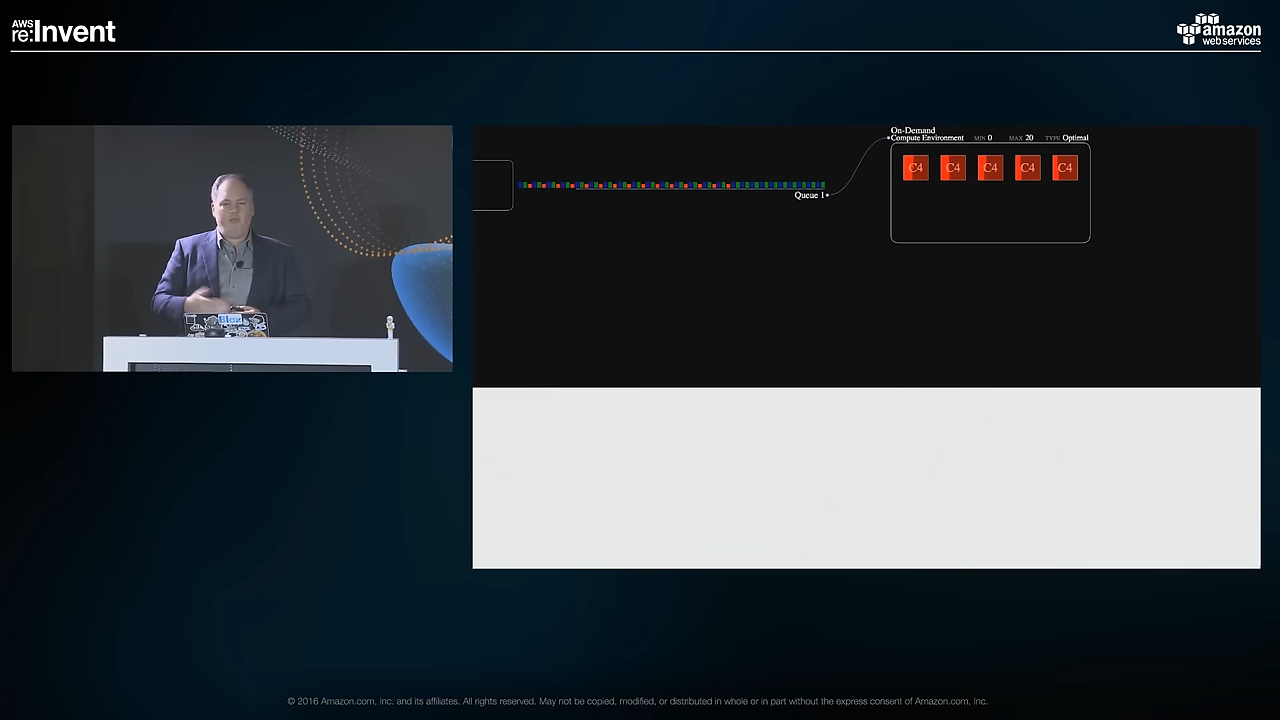 AWS
re:Invent
amazon
webservices
On-Demand
Compute Environment MIN 0 MAX 20 TYPE Optimal
C4 C4 C4 C4 C4
Queue 1
Blox
© 2016 Amazon.com, Inc. and its affiliates. All rights reserved. May not be copied, modified, or distributed in whole or in part without the express consent of Amazon.com, Inc.